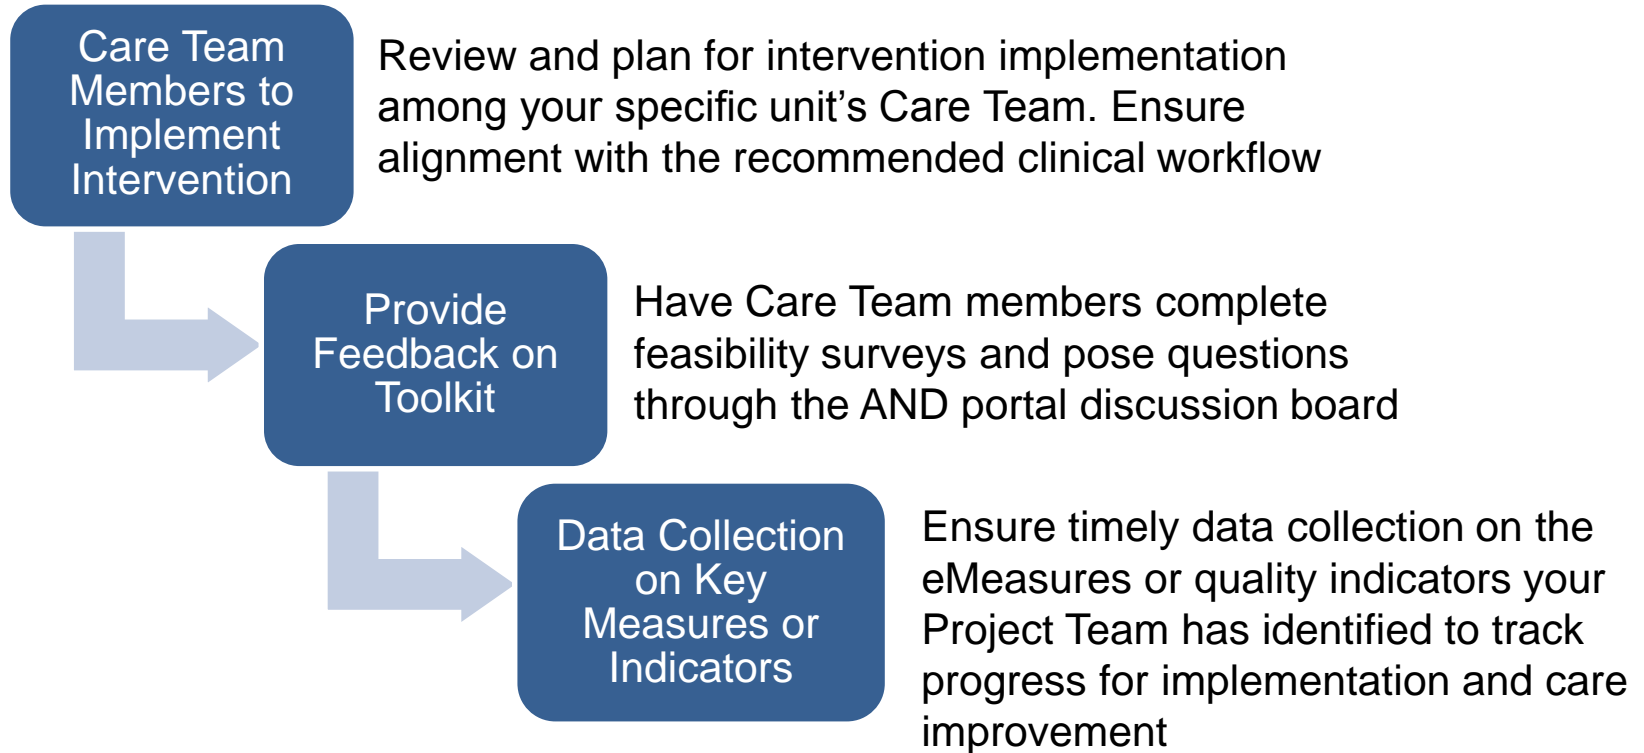 Care Team
Members to
Implement
Intervention
Review and plan for intervention implementation
among your specific unit’s Care Team. Ensure
alignment with the recommended clinical workflow
Provide
Feedback on
Toolkit
Have Care Team members complete
feasibility surveys and pose questions
through the AND portal discussion board
Data Collection
on Key
Measures or
Indicators
Ensure timely data collection on the
eMeasures or quality indicators your
Project Team has identified to track
progress for implementation and care
improvement